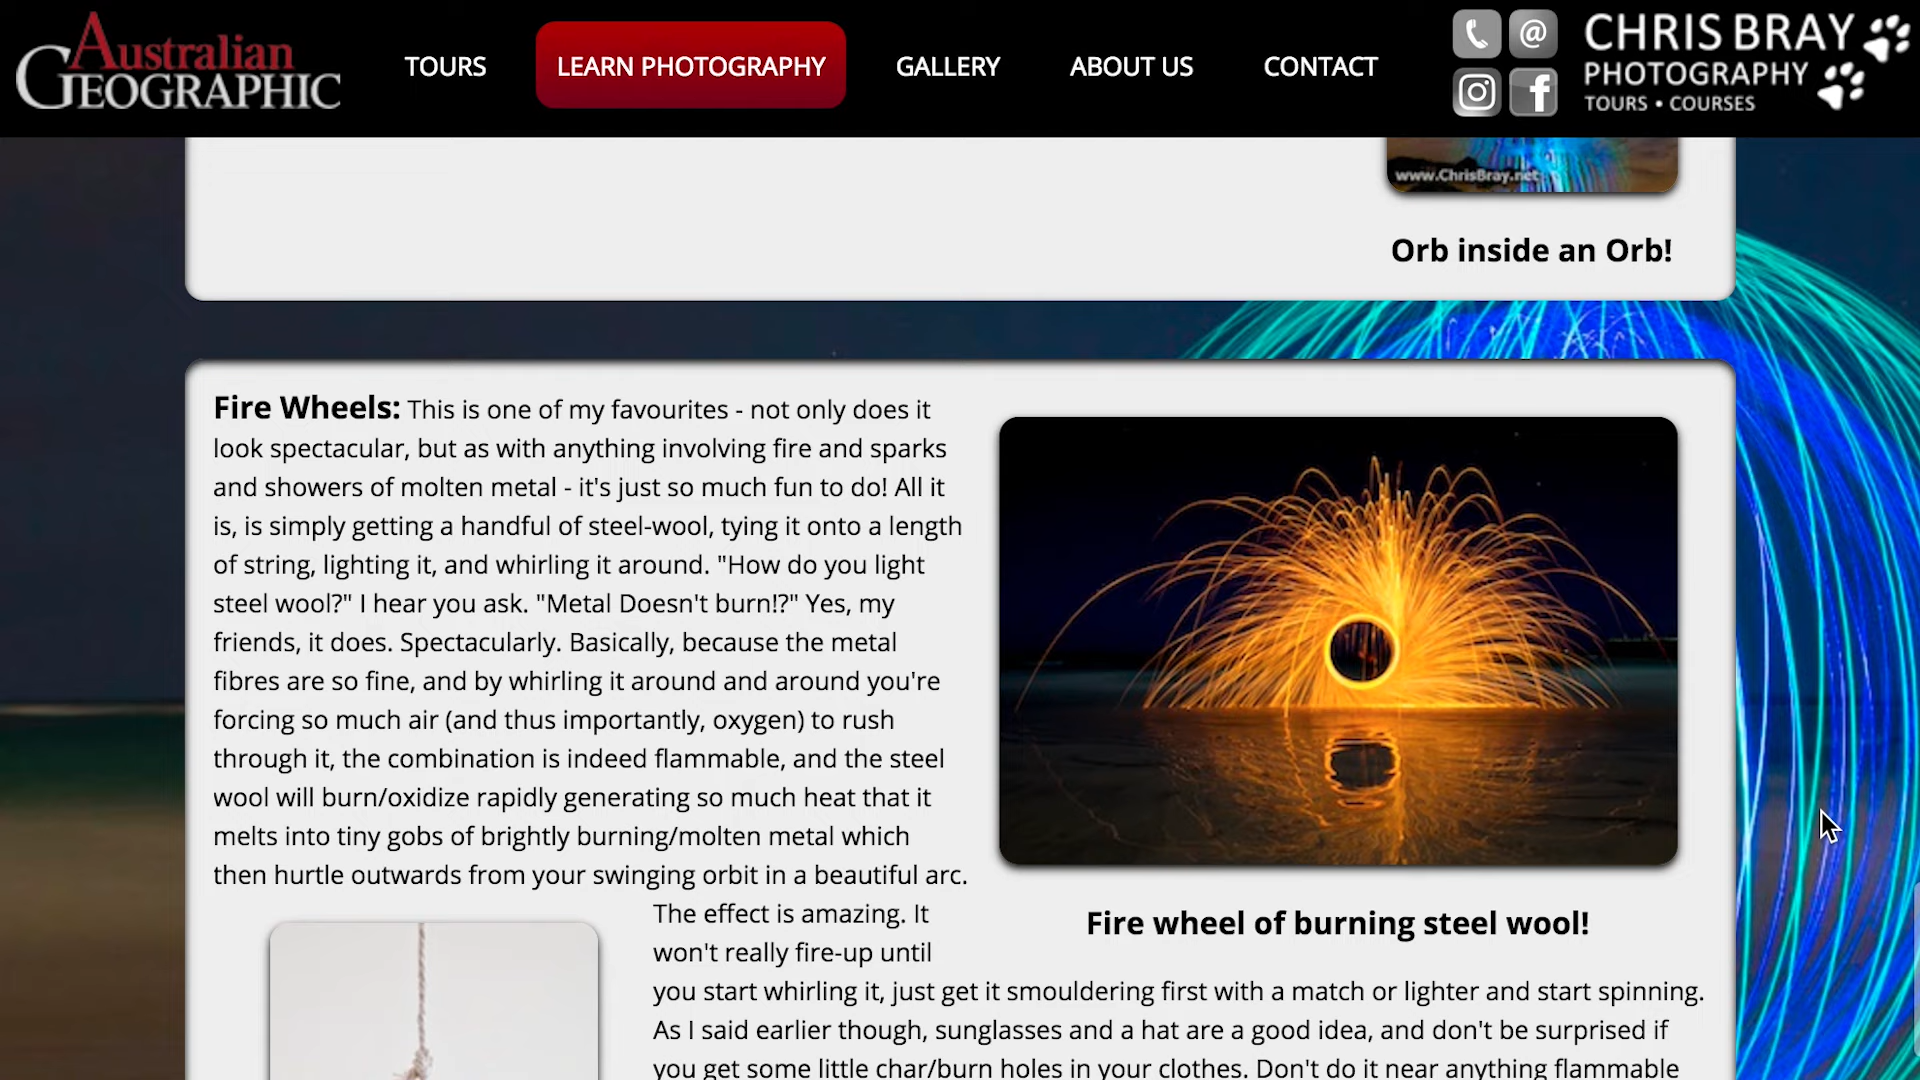 Australian
GEOGRAPHIC
TOURS
LEARN PHOTOGRAPHY
GALLERY
ABOUT US
CONTACT
CHRIS BRAY
PHOTOGRAPHY
TOURS • COURSES
www.ChrisBray.net
Orb inside an Orb!
Fire Wheels: This is one of my favourites - not only does it
look spectacular, but as with anything involving fire and sparks
and showers of molten metal - it's just so much fun to do! All it
is, is simply getting a handful of steel-wool, tying it onto a length
of string, lighting it, and whirling it around. "How do you light
steel wool?" I hear you ask. "Metal Doesn't burn!?" Yes, my
friends, it does. Spectacularly. Basically, because the metal
fibres are so fine, and by whirling it around and around you're
forcing so much air (and thus importantly, oxygen) to rush
through it, the combination is indeed flammable, and the steel
wool will burn/oxidize rapidly generating so much heat that it
melts into tiny gobs of brightly burning/molten metal which
then hurtle outwards from your swinging orbit in a beautiful arc.
The effect is amazing. It
won't really fire-up until
you start whirling it, just get it smouldering first with a match or lighter and start spinning.
As I said earlier though, sunglasses and a hat are a good idea, and don't be surprised if
you get some little char/burn holes in your clothes. Don't do it near anything flammable
Fire wheel of burning steel wool!